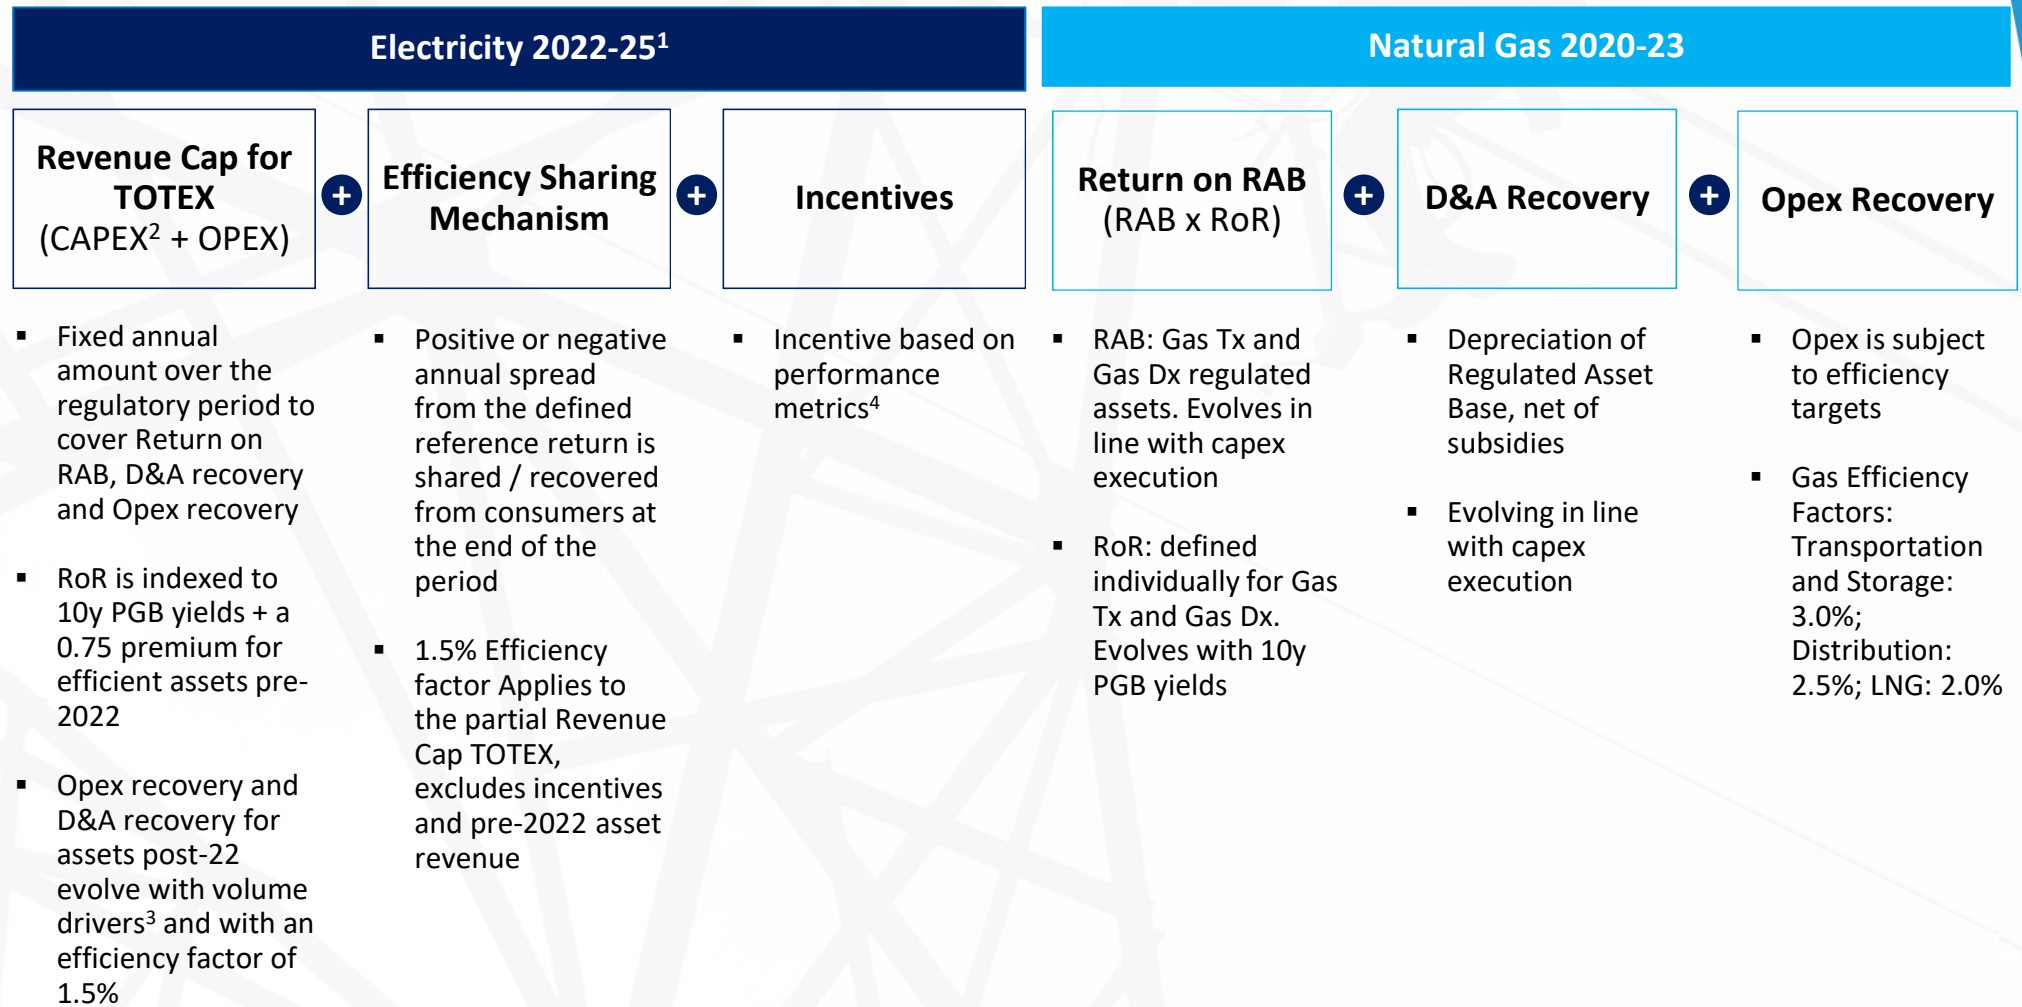 Electricity 2022-25¹
Natural Gas 2020-23
Revenue Cap for
TOTEX
(CAPEX² + OPEX)
+
Efficiency Sharing
Mechanism
+
Incentives
Return on RAB
(RAB x RoR)
+
D&A Recovery
+
Opex Recovery
▪ Fixed annual
amount over the
regulatory period to
cover Return on
RAB, D&A recovery
and Opex recovery
▪ RoR is indexed to
10y PGB yields + a
0.75 premium for
efficient assets pre-
2022
▪ Opex recovery and
D&A recovery for
assets post-22
evolve with volume
drivers³ and with an
efficiency factor of
1.5%
▪ Positive or negative
annual spread
from the defined
reference return is
shared / recovered
from consumers at
the end of the
period
▪ 1.5% Efficiency
factor Applies to
the partial Revenue
Cap TOTEX,
excludes incentives
and pre-2022 asset
revenue
▪ Incentive based on
performance
metrics⁴
▪ RAB: Gas Tx and
Gas Dx regulated
assets. Evolves in
line with capex
execution
▪ RoR: defined
individually for Gas
Tx and Gas Dx.
Evolves with 10y
PGB yields
▪ Depreciation of
Regulated Asset
Base, net of
subsidies
▪ Evolving in line
with capex
execution
▪ Opex is subject
to efficiency
targets
▪ Gas Efficiency
Factors:
Transportation
and Storage:
3.0%;
Distribution:
2.5%; LNG: 2.0%